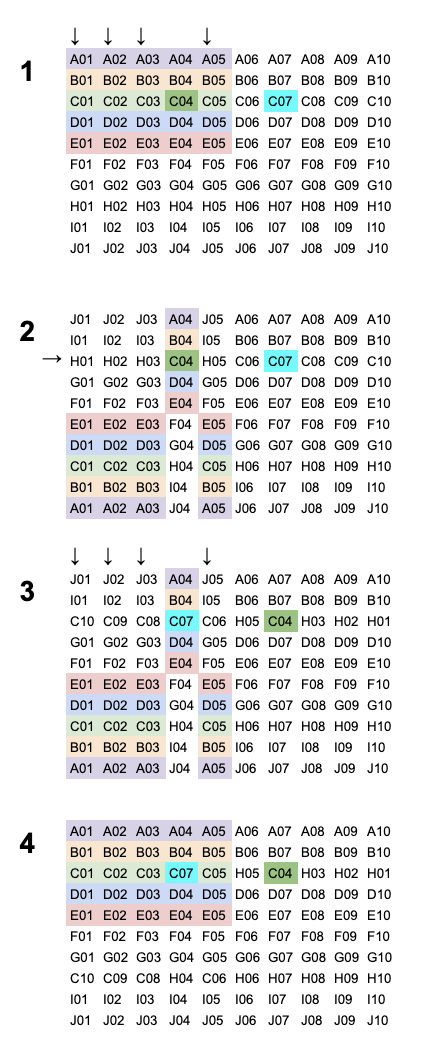 ↓ ↓ ↓ ↓
1
A01 A02 A03 A04 A05 A06 A07 A08 A09 A10
B01 B02 B03 B04 B05 B06 B07 B08 B09 B10
C01 C02 C03 C04 C05 C06 C07 C08 C09 C10
D01 D02 D03 D04 D05 D06 D07 D08 D09 D10
E01 E02 E03 E04 E05 E06 E07 E08 E09 E10
F01 F02 F03 F04 F05 F06 F07 F08 F09 F10
G01 G02 G03 G04 G05 G06 G07 G08 G09 G10
H01 H02 H03 H04 H05 H06 H07 H08 H09 H10
I01 I02 I03 I04 I05 I06 I07 I08 I09 I10
J01 J02 J03 J04 J05 J06 J07 J08 J09 J10
2
J01 J02 J03 A04 J05 A06 A07 A08 A09 A10
I01 I02 I03 B04 I05 B06 B07 B08 B09 B10
→ H01 H02 H03 C04 H05 C06 C07 C08 C09 C10
G01 G02 G03 D04 G05 D06 D07 D08 D09 D10
F01 F02 F03 E04 F05 E06 E07 E08 E09 E10
E01 E02 E03 F04 E05 F06 F07 F08 F09 F10
D01 D02 D03 G04 D05 G06 G07 G08 G09 G10
C01 C02 C03 H04 C05 H06 H07 H08 H09 H10
B01 B02 B03 I04 B05 I06 I07 I08 I09 I10
A01 A02 A03 J04 A05 J06 J07 J08 J09 J10
↓ ↓ ↓ ↓
3
J01 J02 J03 A04 J05 A06 A07 A08 A09 A10
I01 I02 I03 B04 I05 B06 B07 B08 B09 B10
C10 C09 C08 C07 C06 H05 C04 H03 H02 H01
G01 G02 G03 D04 G05 D06 D07 D08 D09 D10
F01 F02 F03 E04 F05 E06 E07 E08 E09 E10
E01 E02 E03 F04 E05 F06 F07 F08 F09 F10
D01 D02 D03 G04 D05 G06 G07 G08 G09 G10
C01 C02 C03 H04 C05 H06 H07 H08 H09 H10
B01 B02 B03 I04 B05 I06 I07 I08 I09 I10
A01 A02 A03 J04 A05 J06 J07 J08 J09 J10
4
A01 A02 A03 A04 A05 A06 A07 A08 A09 A10
B01 B02 B03 B04 B05 B06 B07 B08 B09 B10
C01 C02 C03 C07 C05 H05 C04 H03 H02 H01
D01 D02 D03 D04 D05 D06 D07 D08 D09 D10
E01 E02 E03 E04 E05 E06 E07 E08 E09 E10
F01 F02 F03 F04 F05 F06 F07 F08 F09 F10
G01 G02 G03 G04 G05 G06 G07 G08 G09 G10
C10 C09 C08 H04 C06 H06 H07 H08 H09 H10
I01 I02 I03 I04 I05 I06 I07 I08 I09 I10
J01 J02 J03 J04 J05 J06 J07 J08 J09 J10